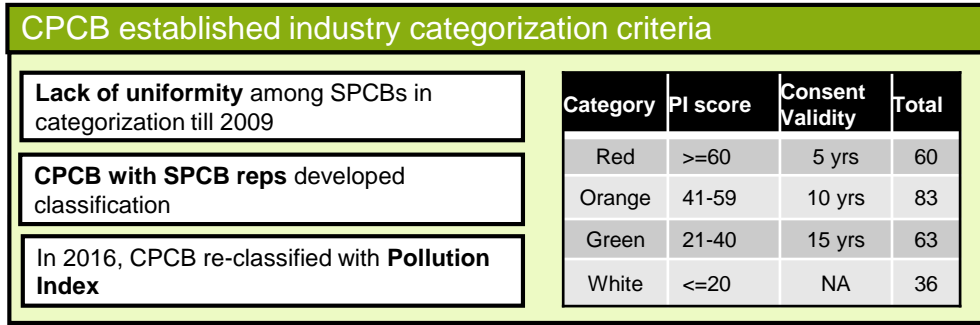 CPCB established industry categorization criteria
Lack of uniformity among SPCBs in
categorization till 2009
CPCB with SPCB reps developed
classification
In 2016, CPCB re-classified with Pollution
Index
Category PI score Consent Validity Total
Red >=60 5 yrs 60
Orange 41-59 10 yrs 83
Green 21-40 15 yrs 63
White <=20 NA 36